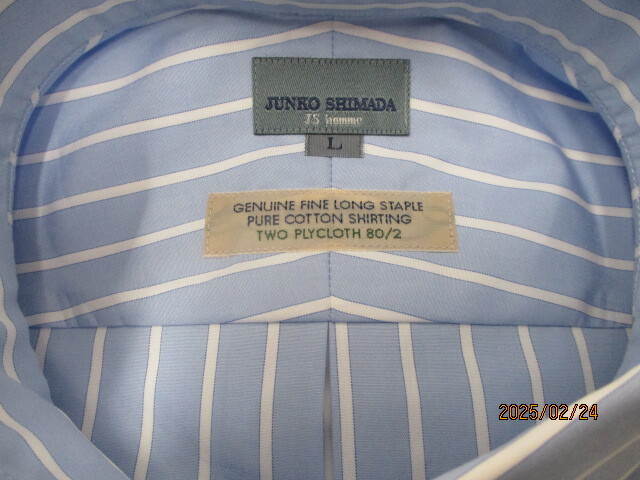 JUNKO SHIMADA
JS homme
L
GENUINE FINE LONG STAPLE
PURE COTTON SHIRTING
TWO PLYCLOTH 80/2
2025/02/24